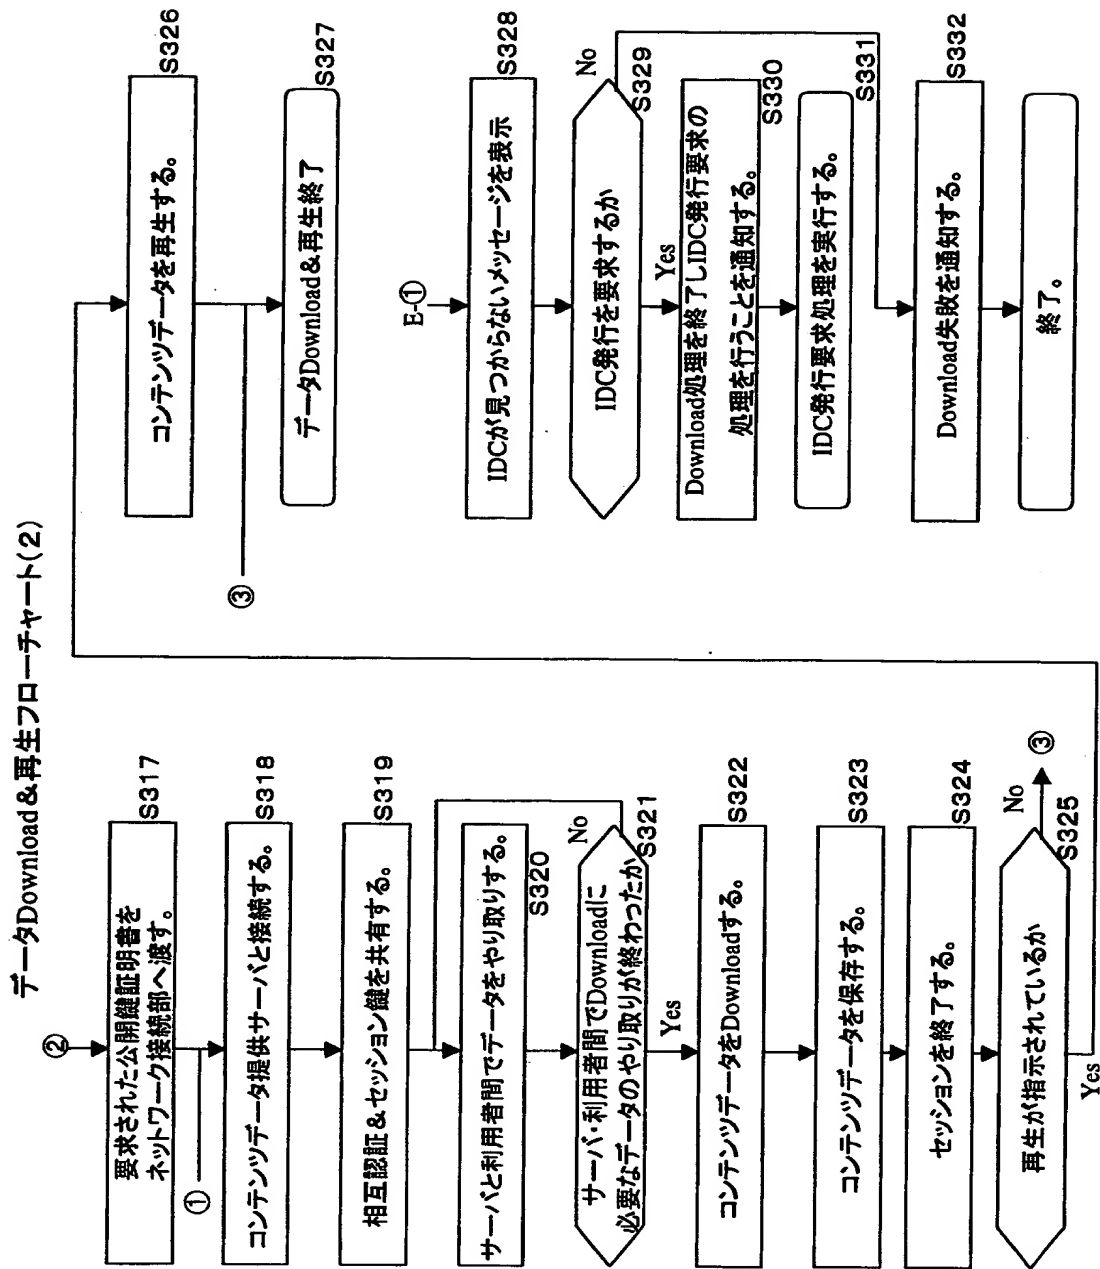 データDownload&再生フローチャート(2)
②
要求された公開鍵証明書を
ネットワーク接続部へ渡す。
S317
①
コンテンツデータ提供サーバと接続する。
S318
相互認証&セッション鍵を共有する。
S319
サーバと利用者間でデータをやり取りする。
S320
サーバ・利用者間でDownloadに
必要なデータのやり取りが終わったか
No
S321
Yes
コンテンツデータをDownloadする。
S322
コンテンツデータを保存する。
S323
セッションを終了する。
S324
再生が指示されているか
No
③
S325
Yes
コンテンツデータを再生する。
S326
③
データDownload&再生終了
S327
E-①
IDCが見つからないメッセージを表示
S328
IDC発行を要求するか
No
S329
Yes
Download処理を終了しIDC発行要求の
処理を行うことを通知する。
S330
IDC発行要求処理を実行する。
S331
Download失敗を通知する。
S332
終了。